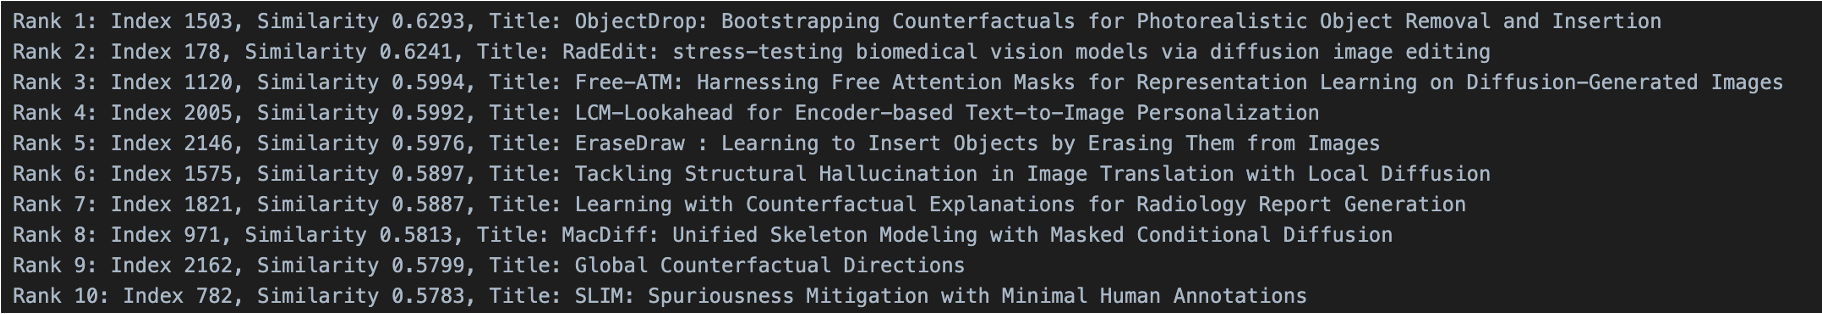 Rank 1: Index 1503, Similarity 0.6293, Title: ObjectDrop: Bootstrapping Counterfactuals for Photorealistic Object Removal and Insertion
Rank 2: Index 178, Similarity 0.6241, Title: RadEdit: stress-testing biomedical vision models via diffusion image editing
Rank 3: Index 1120, Similarity 0.5994, Title: Free-ATM: Harnessing Free Attention Masks for Representation Learning on Diffusion-Generated Images
Rank 4: Index 2005, Similarity 0.5992, Title: LCM-Lookahead for Encoder-based Text-to-Image Personalization
Rank 5: Index 2146, Similarity 0.5976, Title: EraseDraw : Learning to Insert Objects by Erasing Them from Images
Rank 6: Index 1575, Similarity 0.5897, Title: Tackling Structural Hallucination in Image Translation with Local Diffusion
Rank 7: Index 1821, Similarity 0.5887, Title: Learning with Counterfactual Explanations for Radiology Report Generation
Rank 8: Index 971, Similarity 0.5813, Title: MacDiff: Unified Skeleton Modeling with Masked Conditional Diffusion
Rank 9: Index 2162, Similarity 0.5799, Title: Global Counterfactual Directions
Rank 10: Index 782, Similarity 0.5783, Title: SLIM: Spuriousness Mitigation with Minimal Human Annotations